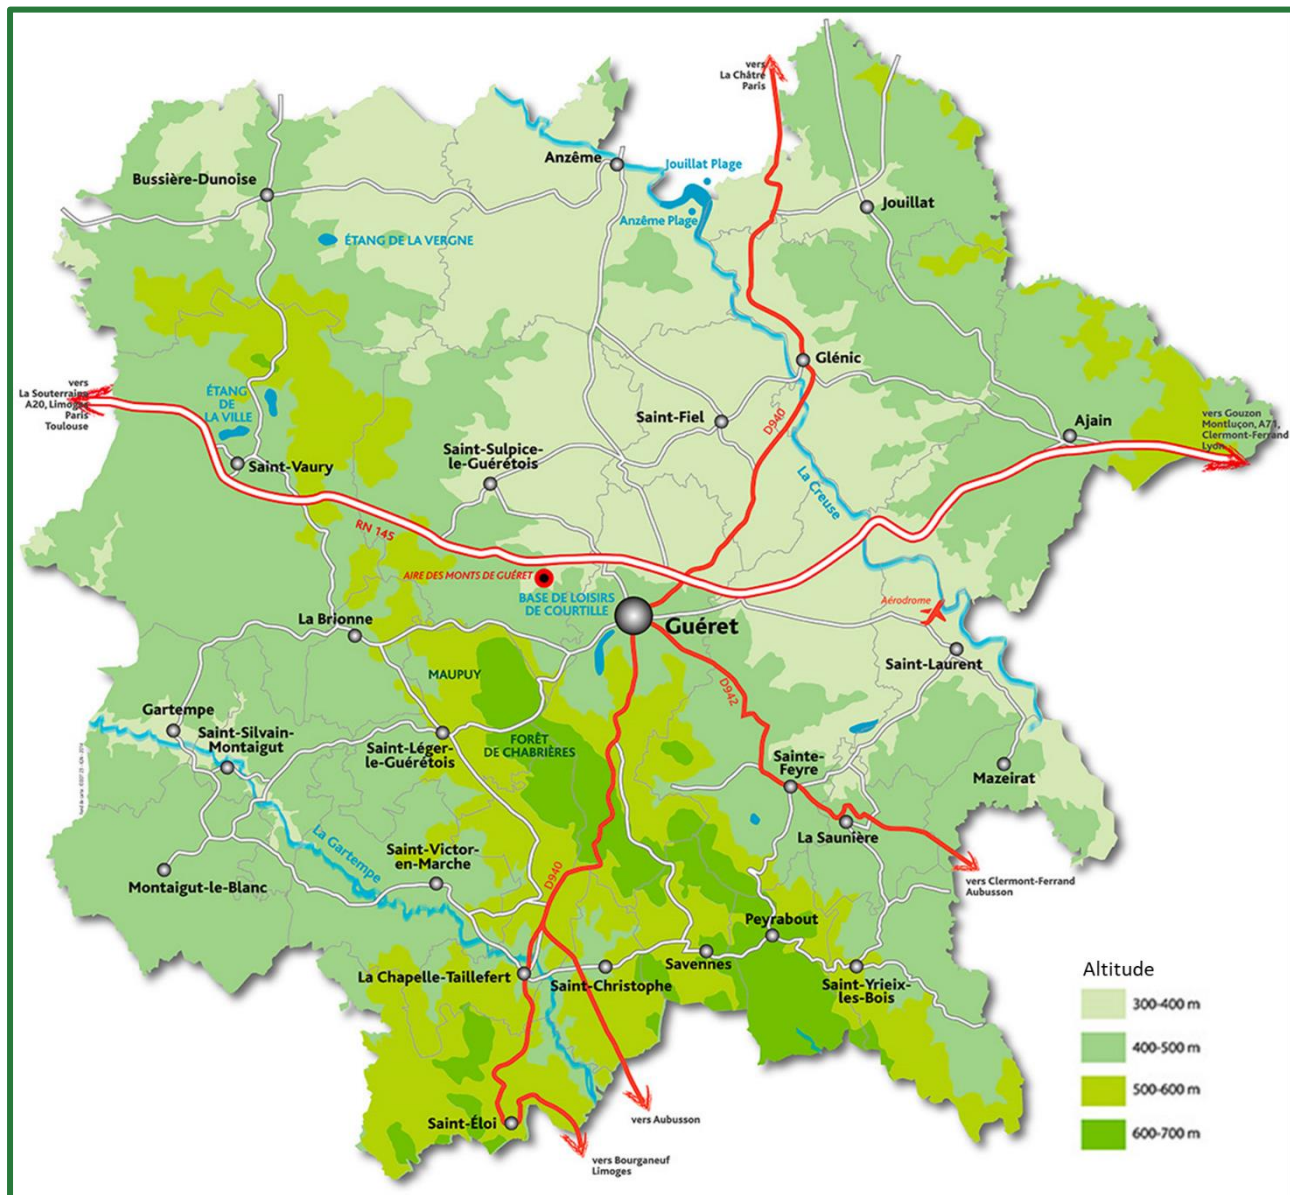 vers
La Châtre
Paris
Anzême
Jouillat Plage
Bussière-Dunoise
Jouillat
Anzême Plage
ÉTANG DE LA VERGNE
Glénic
vers
La Souterraine
A20, Limoges
Paris
Toulouse
ÉTANG
DE
LA VILLE
Saint-Fiel
D940
Ajain
vers Gouzon
Montluçon, A71,
Clermont-Ferrand
Lyon
Saint-Sulpice-
le-Guérétois
Saint-Vaury
La Creuse
RN 145
AIRE DES MONTS DE GUÉRET
BASE DE LOISIRS
DE COURTILLE
Aérodrome
La Brionne
Guéret
Saint-Laurent
MAUPUY
D942
Gartempe
Saint-Silvain-
Montaigut
Saint-Léger-
le-Guérétois
FORÊT
DE CHABRIÈRES
Sainte-
Feyre
Mazeirat
La Gartempe
La Saunière
Saint-Victor-
en-Marche
Montaigut-le-Blanc
D940
vers Clermont-Ferrand
Aubusson
Peyrabout
Savennes
La Chapelle-Taillefert
Saint-Christophe
Saint-Yrieix-
les-Bois
Altitude
300-400 m
400-500 m
500-600 m
600-700 m
Saint-Éloi
vers Aubusson
vers Bourganeuf
Limoges